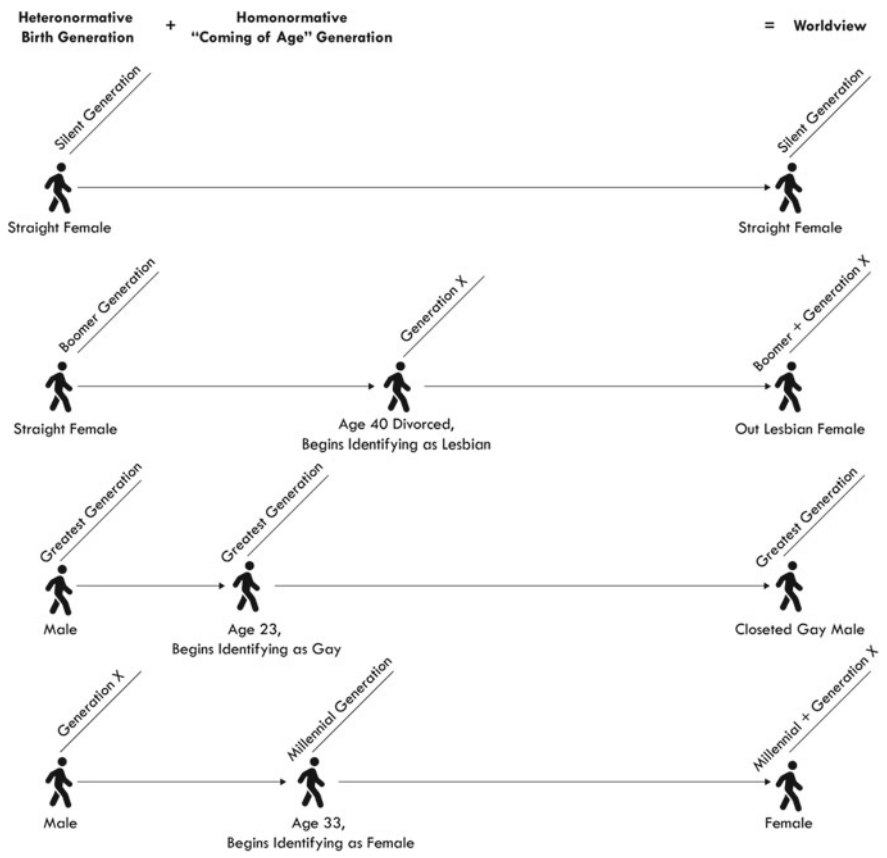 Heteronormative
Birth Generation
+
Homonormative
“Coming of Age” Generation
= Worldview
Silent Generation
Silent Generation
Straight Female
Straight Female
Boomer Generation
Generation X
Boomer + Generation X
Straight Female
Age 40 Divorced,
Begins Identifying as Lesbian
Out Lesbian Female
Greatest Generation
Greatest Generation
Greatest Generation
Male
Age 23,
Begins Identifying as Gay
Closeted Gay Male
Generation X
Millennial Generation
Millennial + Generation X
Male
Age 33,
Begins Identifying as Female
Female